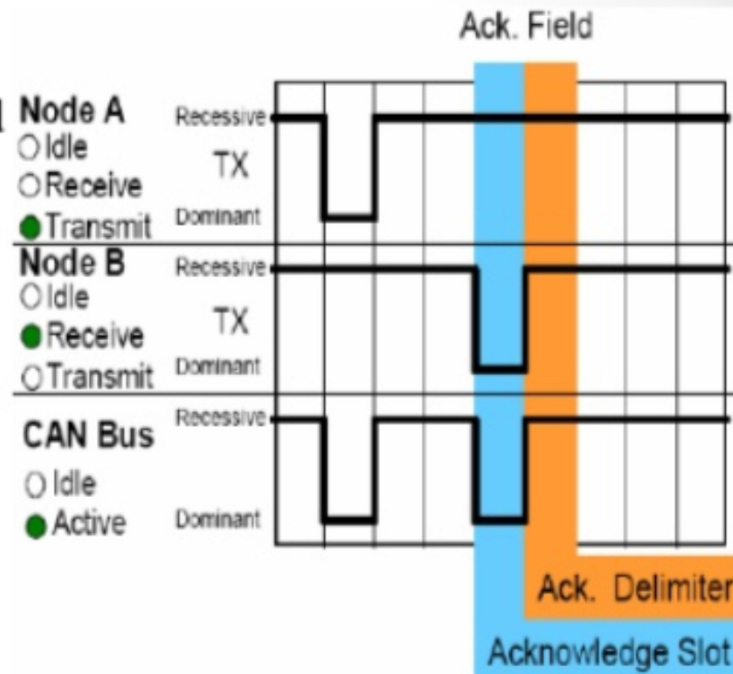 Ack. Field
Node A
Idle
Receive
Transmit
Recessive
TX
Dominant
Node B
Idle
Receive
Transmit
Recessive
TX
Dominant
CAN Bus
Idle
Active
Recessive
Dominant
Ack. Delimiter
Acknowledge Slot